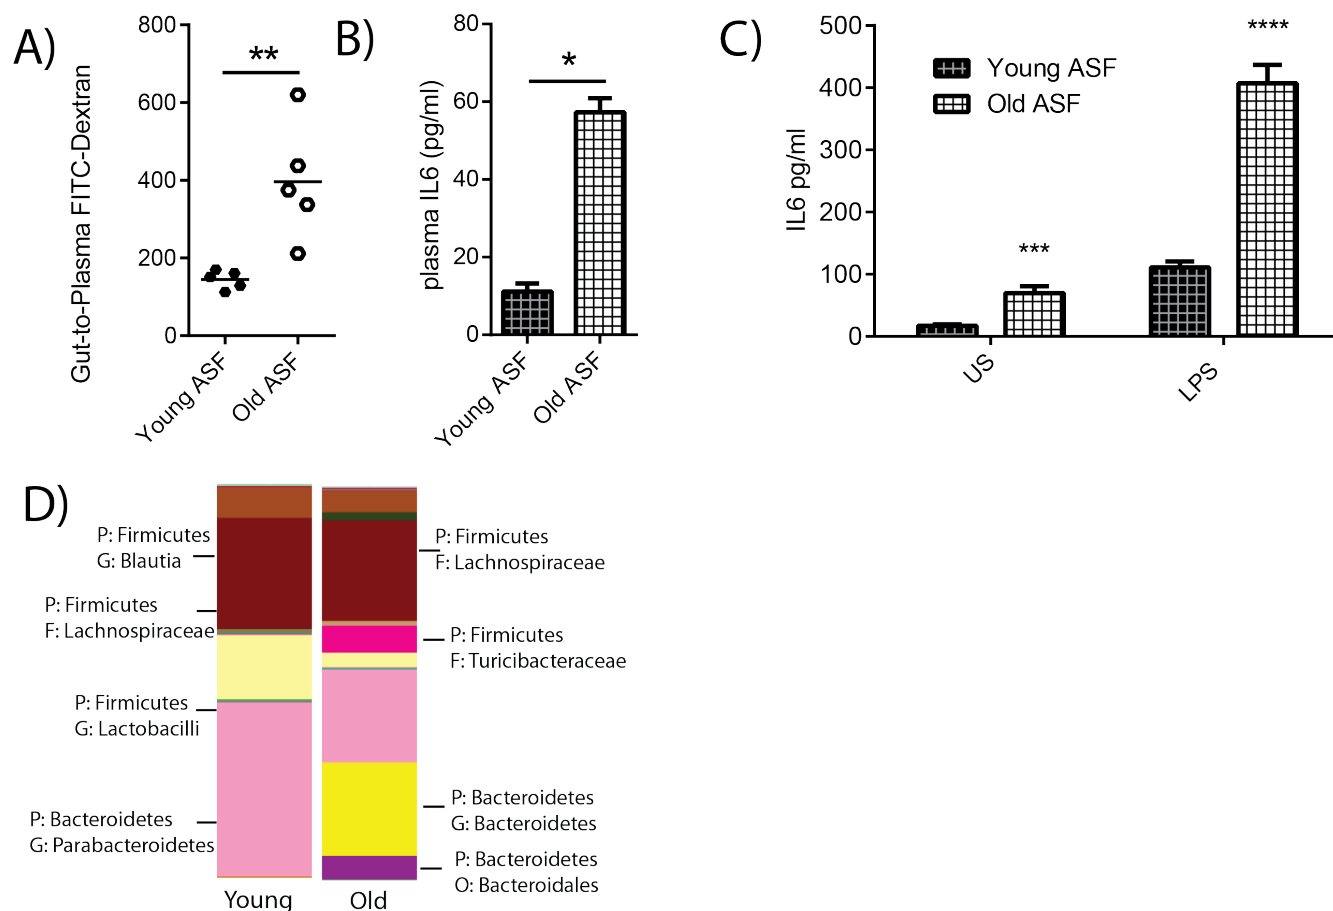 A)
800
600
400
200
0
Gut-to-Plasma FITC-Dextran
**
Young ASF
Old ASF
B)
80
60
40
20
0
plasma IL6 (pg/ml)
*
Young ASF
Old ASF
C)
500
400
300
200
100
0
IL6 pg/ml
Young ASF
Old ASF
***
****
US
LPS
D)
P: Firmicutes
G: Blautia
P: Firmicutes
F: Lachnospiraceae
P: Firmicutes
G: Lactobacilli
P: Bacteroidetes
G: Parabacteroidetes
P: Firmicutes
F: Lachnospiraceae
P: Firmicutes
F: Turicibacteraceae
P: Bacteroidetes
G: Bacteroidetes
P: Bacteroidetes
O: Bacteroidales
Young
Old